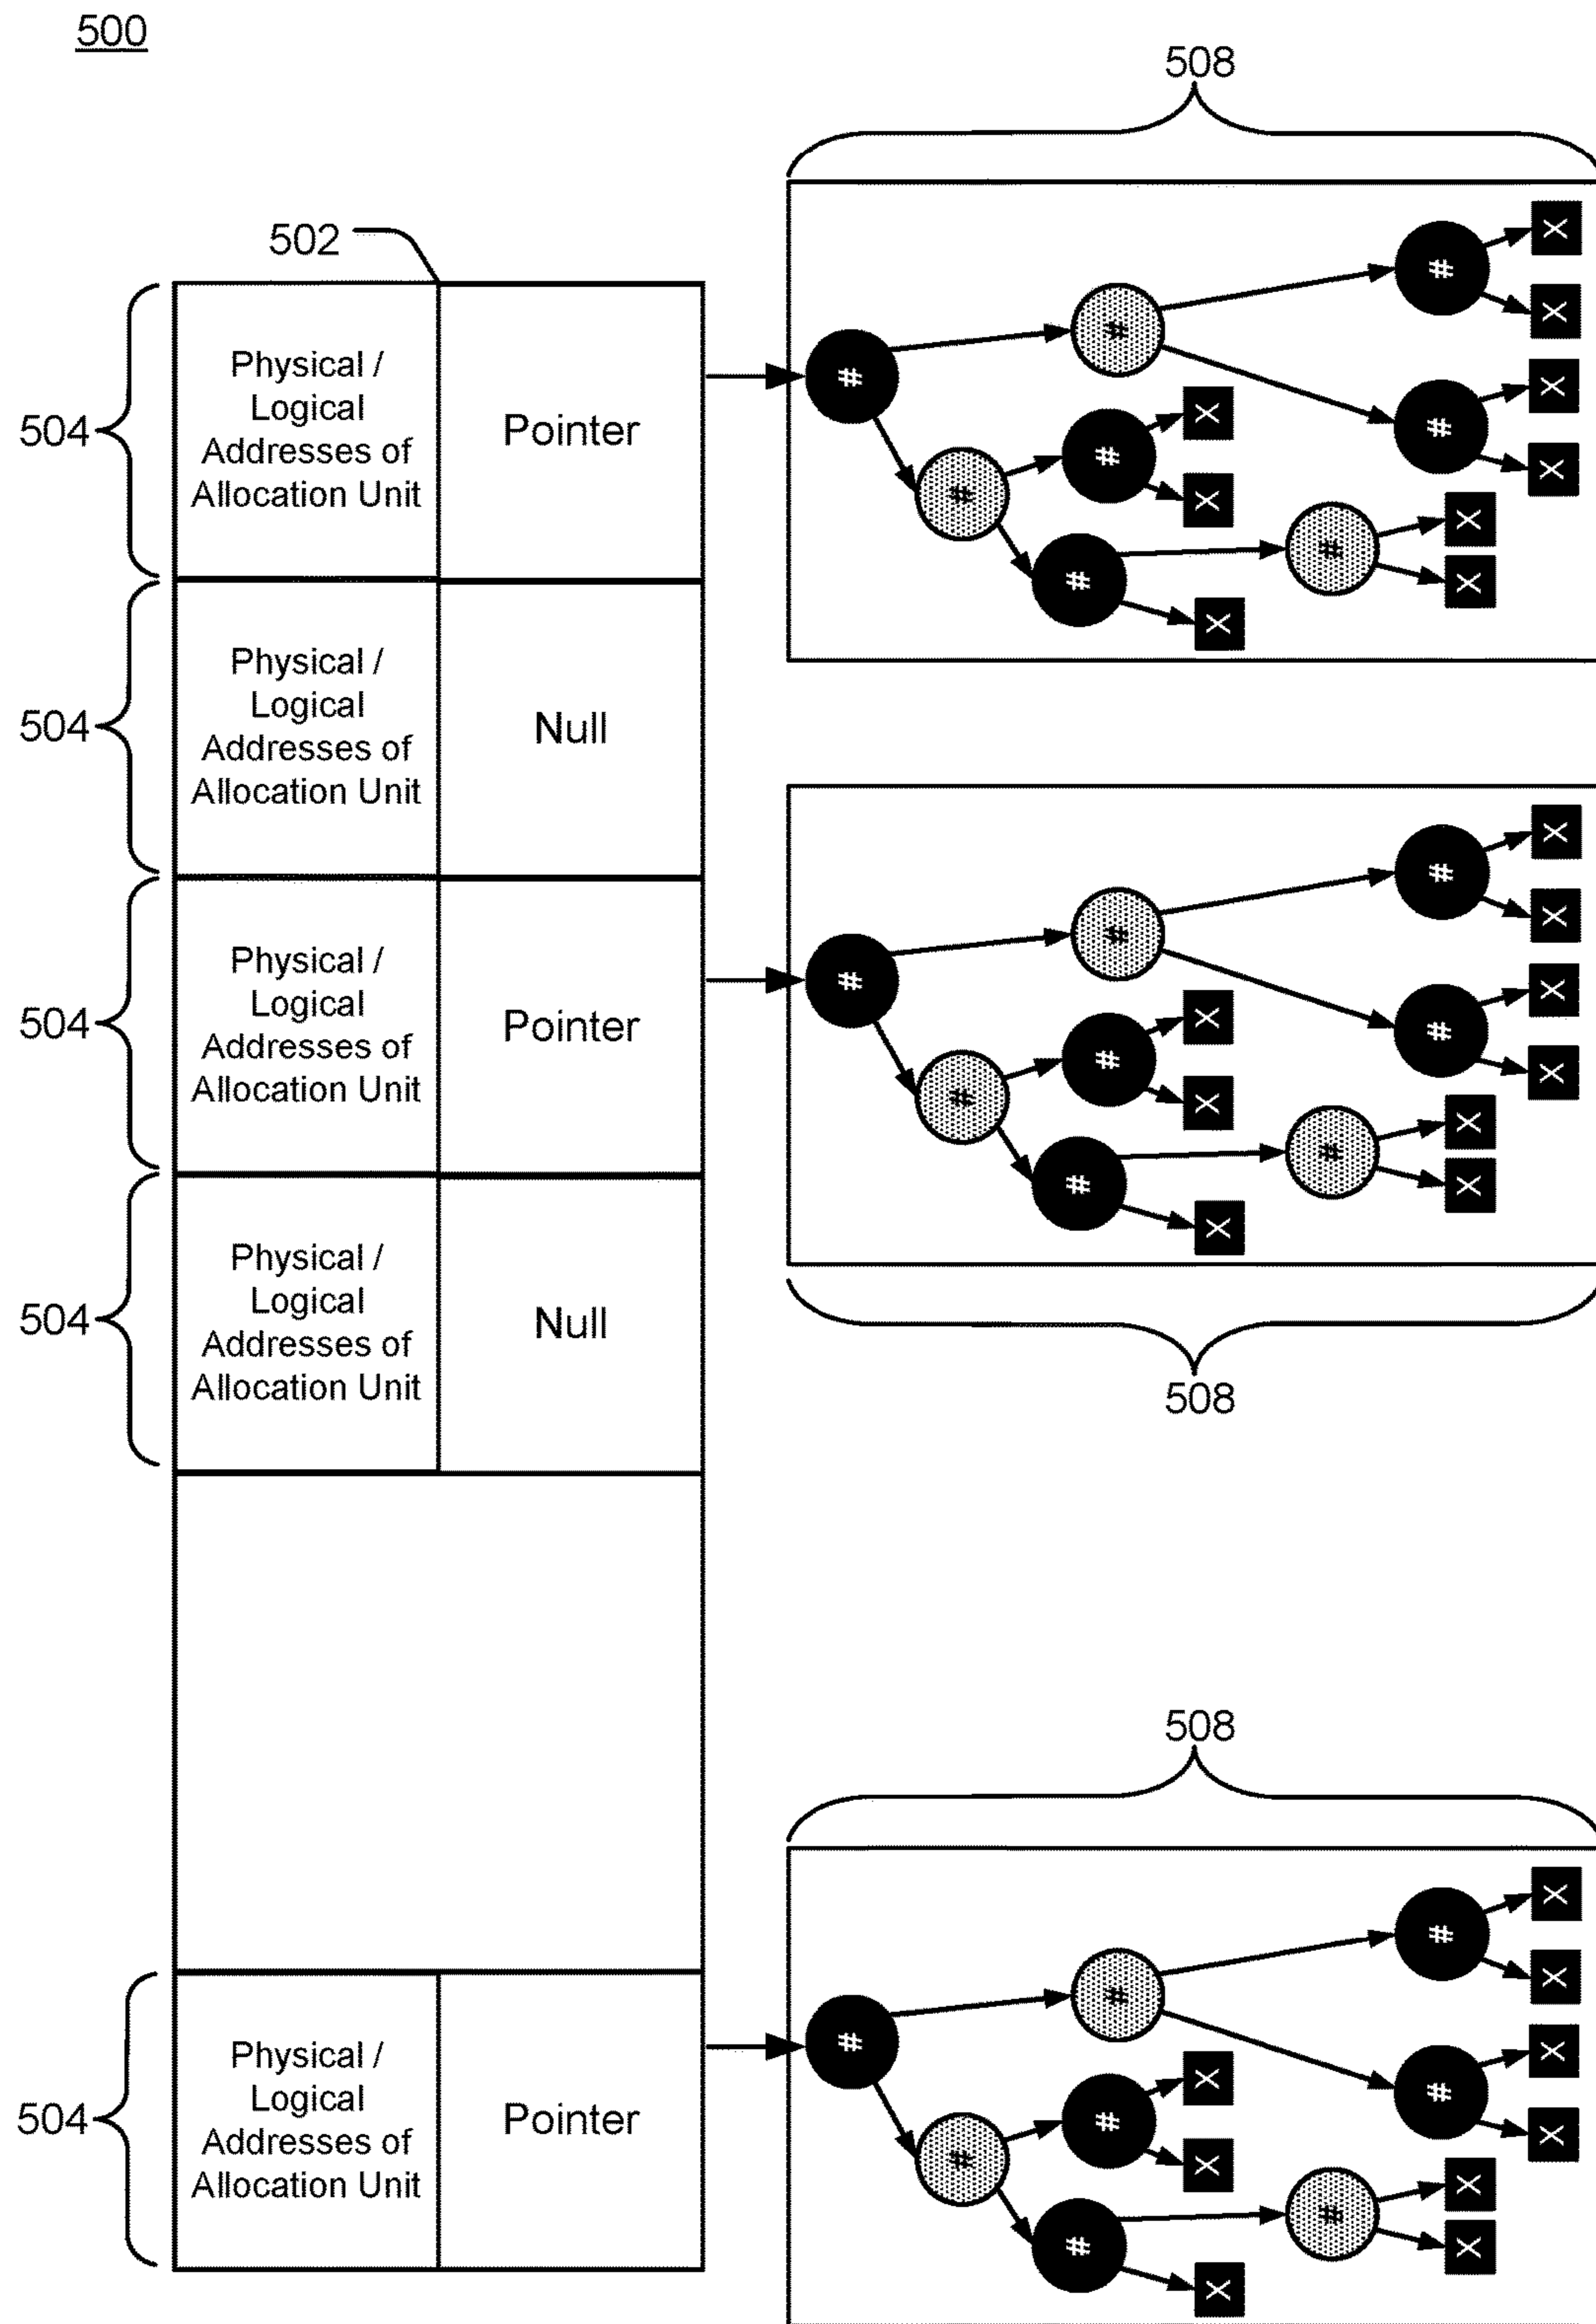 500
508
502
504
Physical /
Logical
Addresses of
Allocation Unit
Pointer
#
#
#
#
#
#
#
#
X
X
X
X
X
X
X
X
X
504
Physical /
Logical
Addresses of
Allocation Unit
Null
504
Physical /
Logical
Addresses of
Allocation Unit
Pointer
#
#
#
#
#
#
#
#
X
X
X
X
X
X
X
X
X
508
504
Physical /
Logical
Addresses of
Allocation Unit
Null
508
504
Physical /
Logical
Addresses of
Allocation Unit
Pointer
#
#
#
#
#
#
#
#
X
X
X
X
X
X
X
X
X